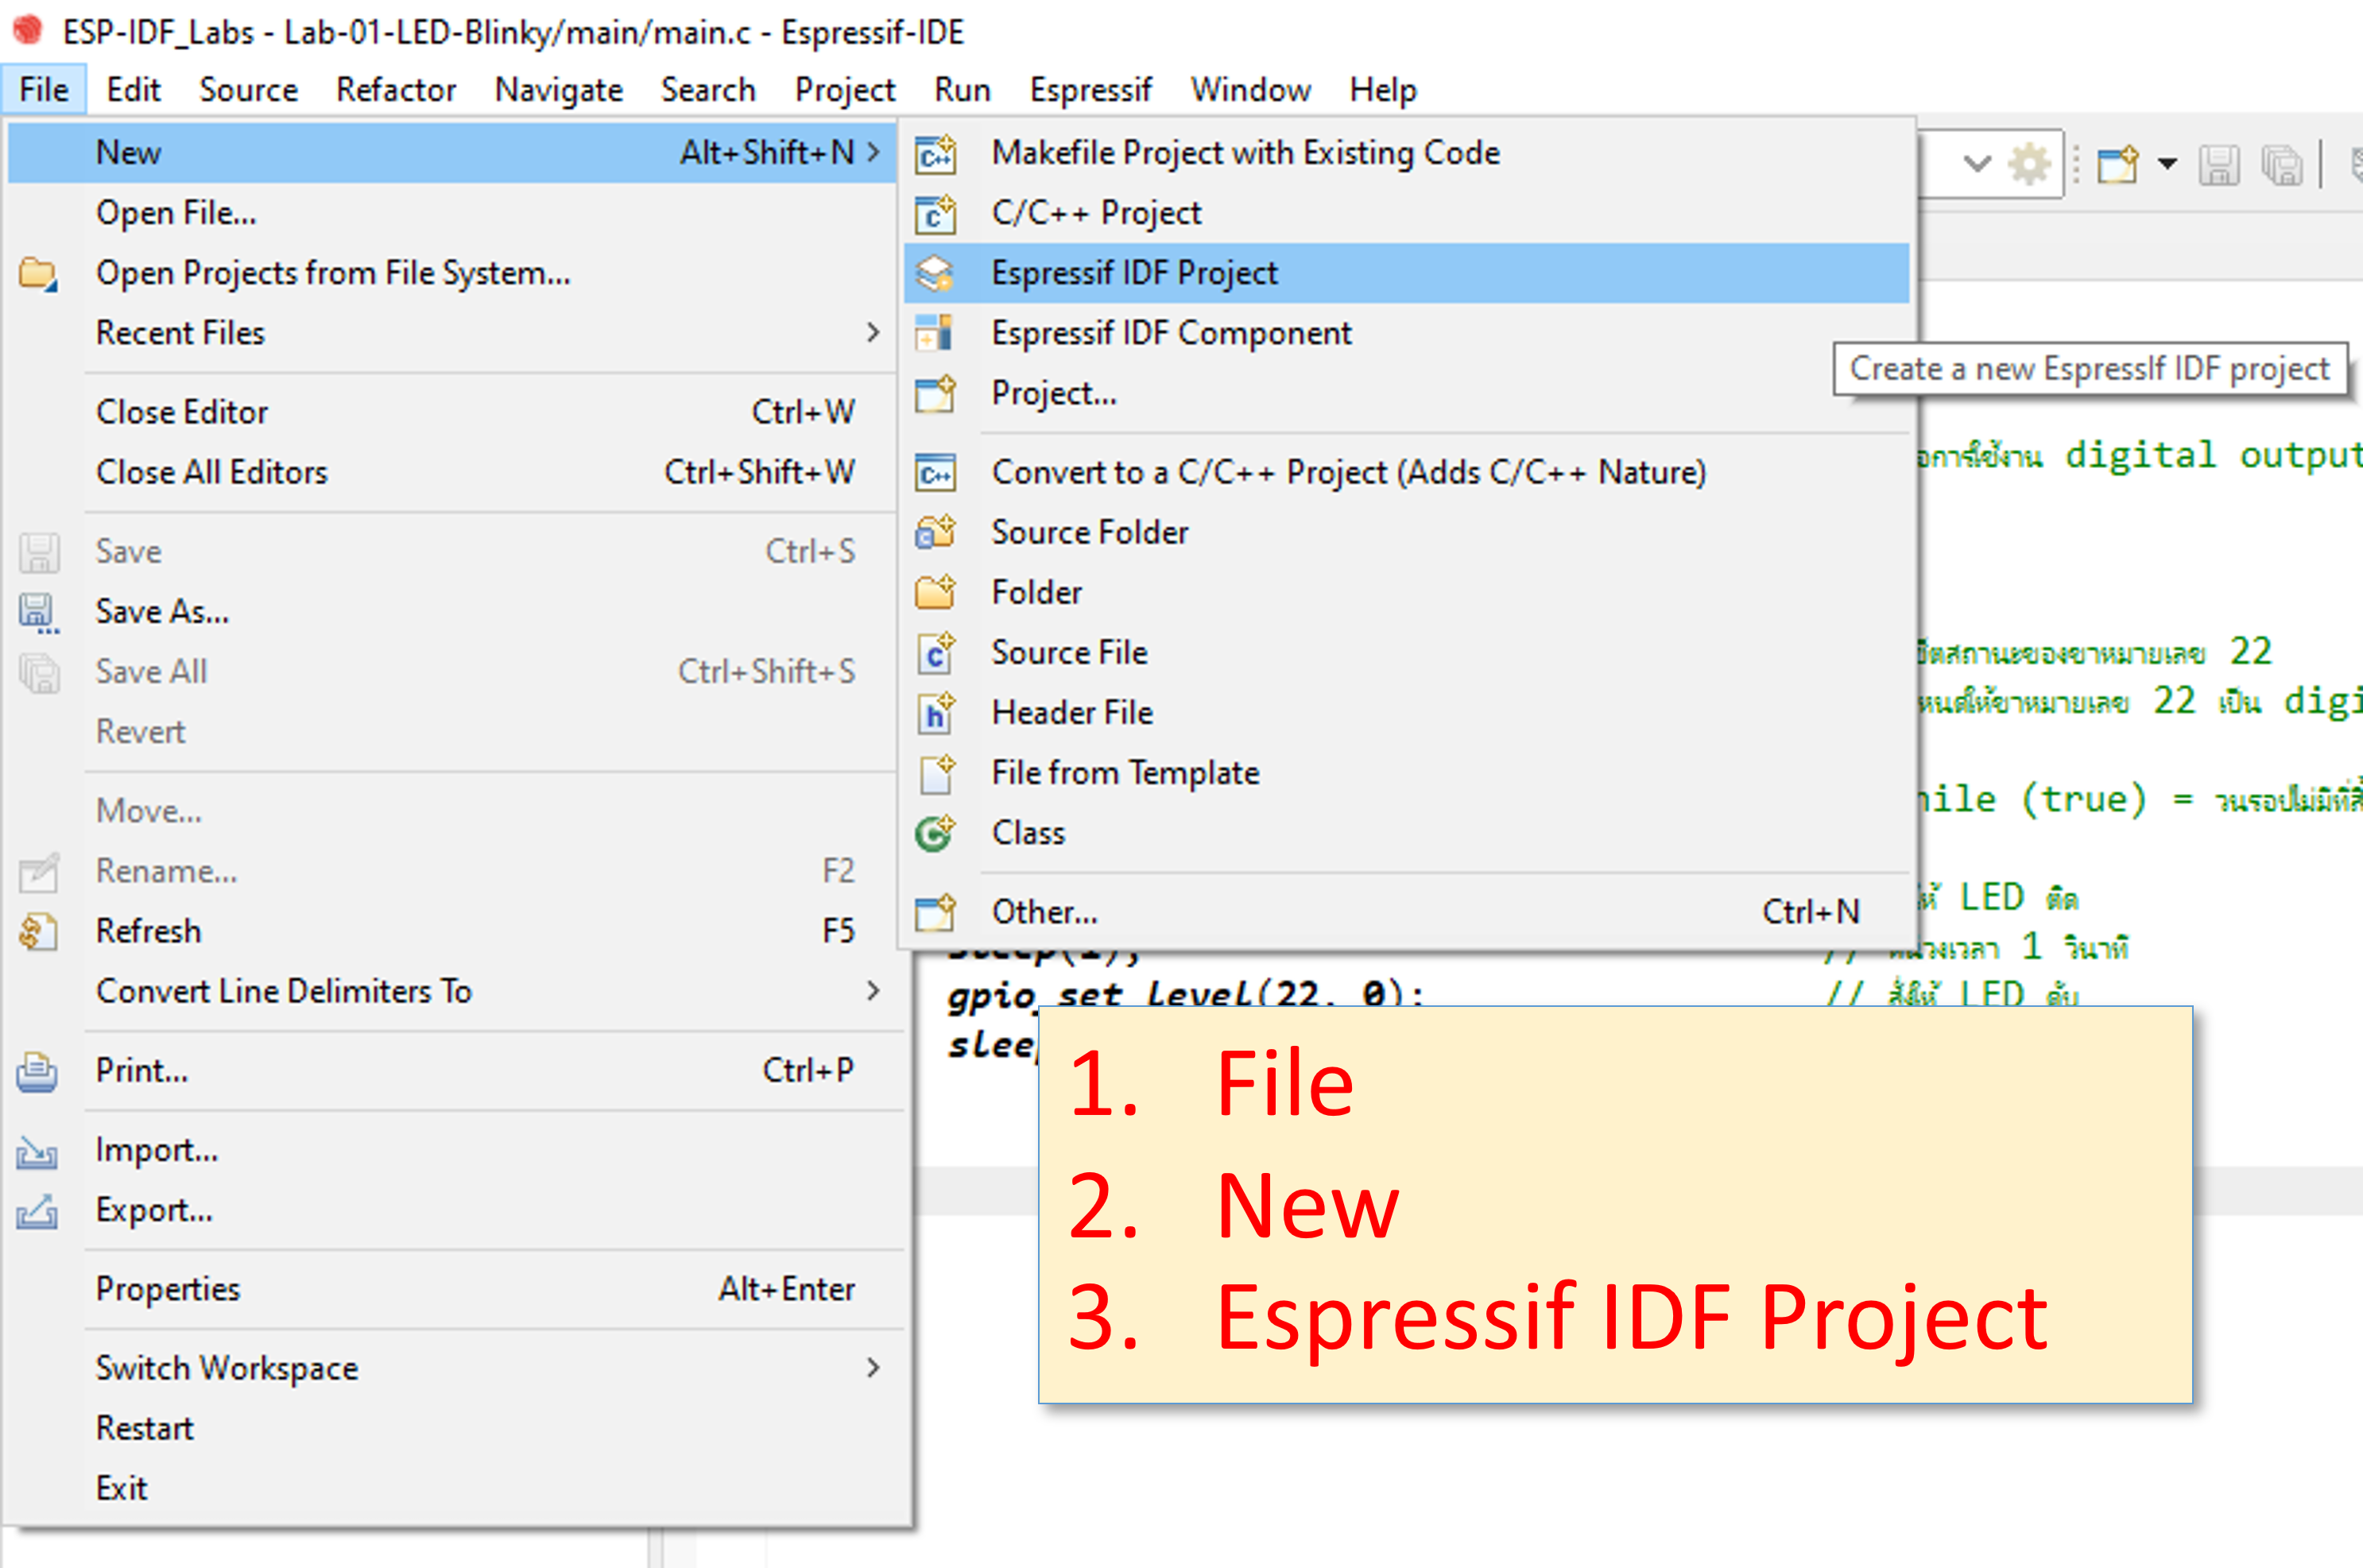 ESP-IDF_Labs - Lab-01-LED-Blinky/main/main.c - Espressif-IDE
File Edit Source Refactor Navigate Search Project Run Espressif Window Help
New Alt+Shift+N
Open File...
Open Projects from File System...
Recent Files
Close Editor Ctrl+W
Close All Editors Ctrl+Shift+W
Save Ctrl+S
Save As...
Save All Ctrl+Shift+S
Revert
Move...
Rename... F2
Refresh F5
Convert Line Delimiters To
Print... Ctrl+P
Import...
Export...
Properties Alt+Enter
Switch Workspace
Restart
Exit
Makefile Project with Existing Code
C/C++ Project
Espressif IDF Project
Espressif IDF Component
Project...
Convert to a C/C++ Project (Adds C/C++ Nature)
Source Folder
Folder
Source File
Header File
File from Template
Class
Other... Ctrl+N
Create a new EspressIf IDF project
การใช้งาน digital output
สถานะของขาหมายเลข 22
ให้ขาหมายเลข 22 เป็น digi
(true) = วนรอบไม่มีที่
LED ติด
sleep(1); // หน่วงเวลา 1 วินาที
gpio_set_level(22, 0); // สั่งให้ LED ดับ
1. File
2. New
3. Espressif IDF Project